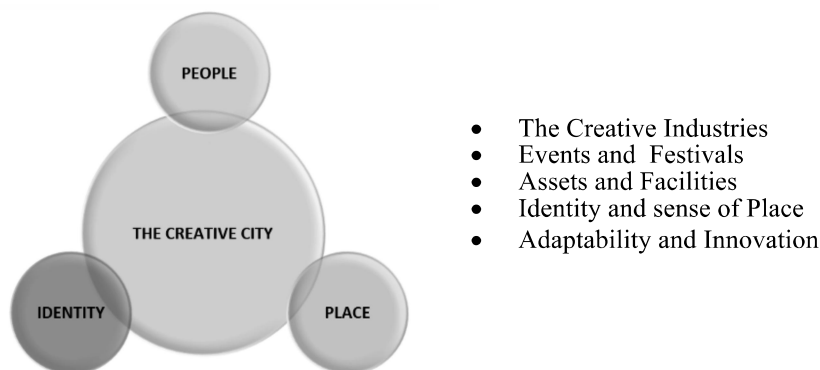 PEOPLE
THE CREATIVE CITY
IDENTITY
PLACE
• The Creative Industries
• Events and Festivals
• Assets and Facilities
• Identity and sense of Place
• Adaptability and Innovation